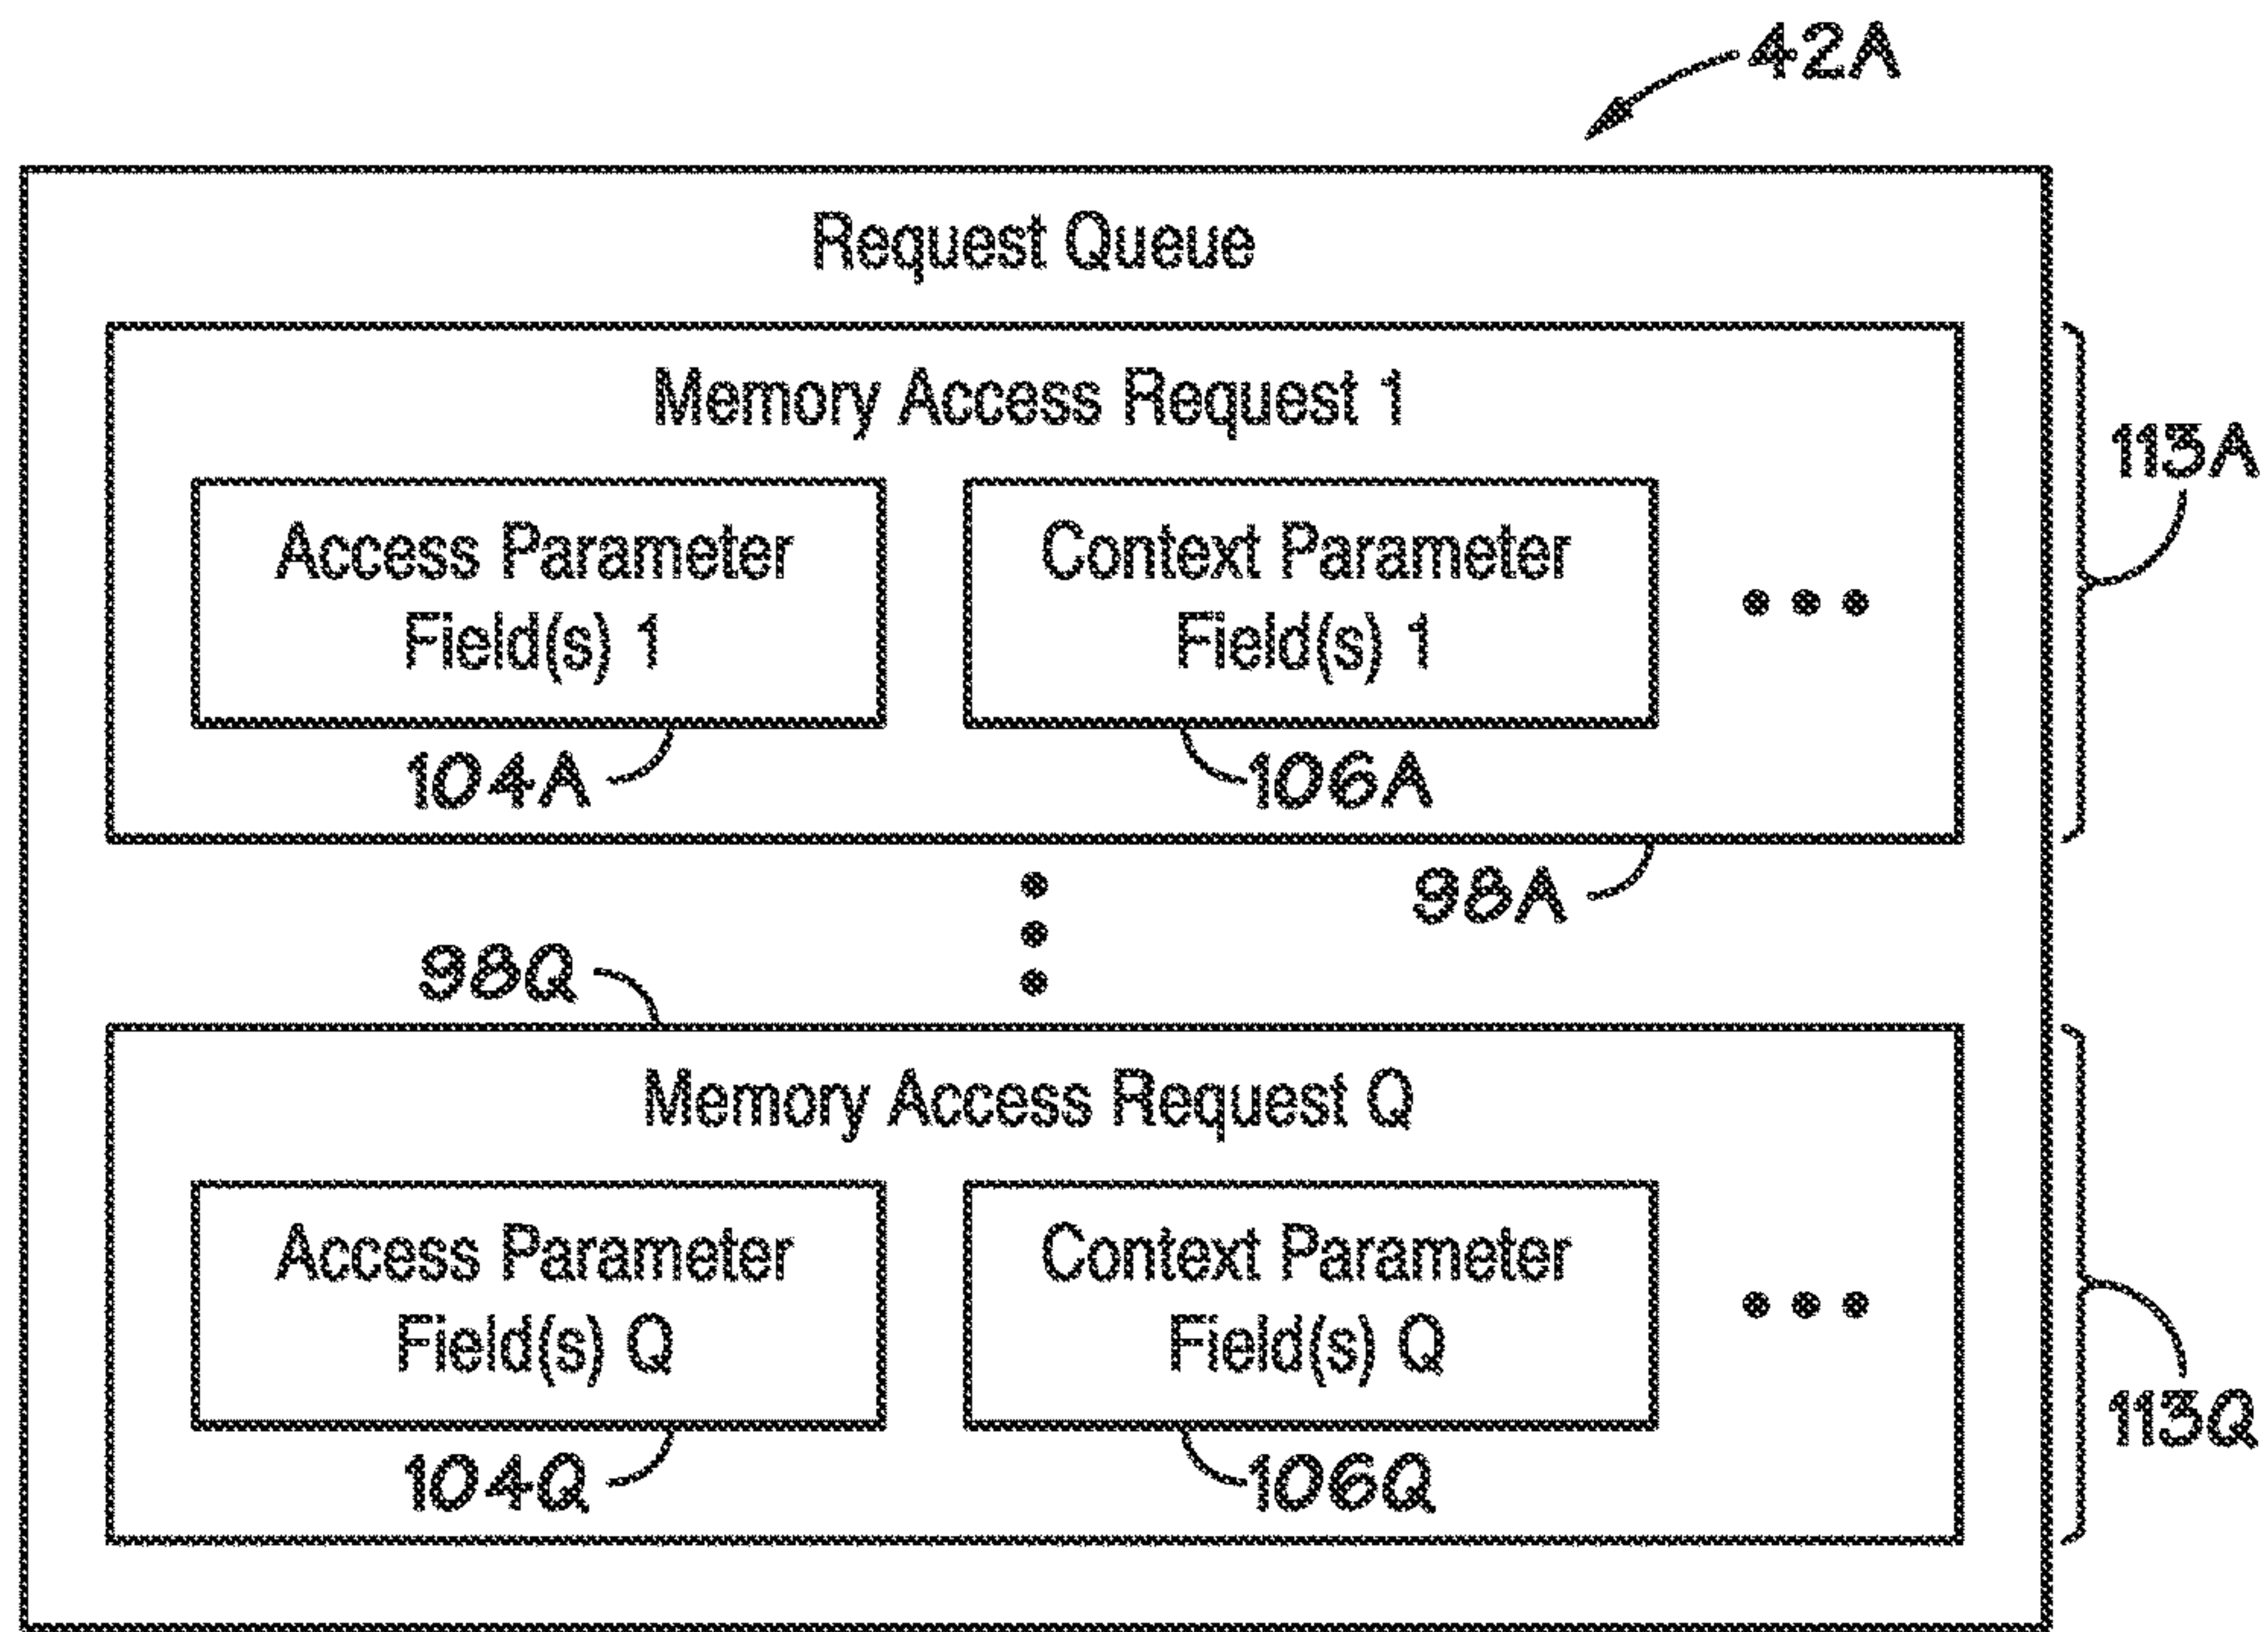 42A
Request Queue
Memory Access Request 1
113A
Access Parameter
Field(s) 1
Context Parameter
Field(s) 1
104A
106A
98A
98Q
Memory Access Request Q
Access Parameter
Field(s) Q
Context Parameter
Field(s) Q
113Q
104Q
106Q